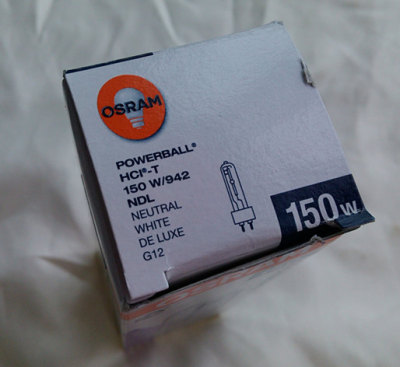 OSRAM
POWERBALL®
HCI®-T
150 W/942
NDL
NEUTRAL
WHITE
DE LUXE
G12
150 W